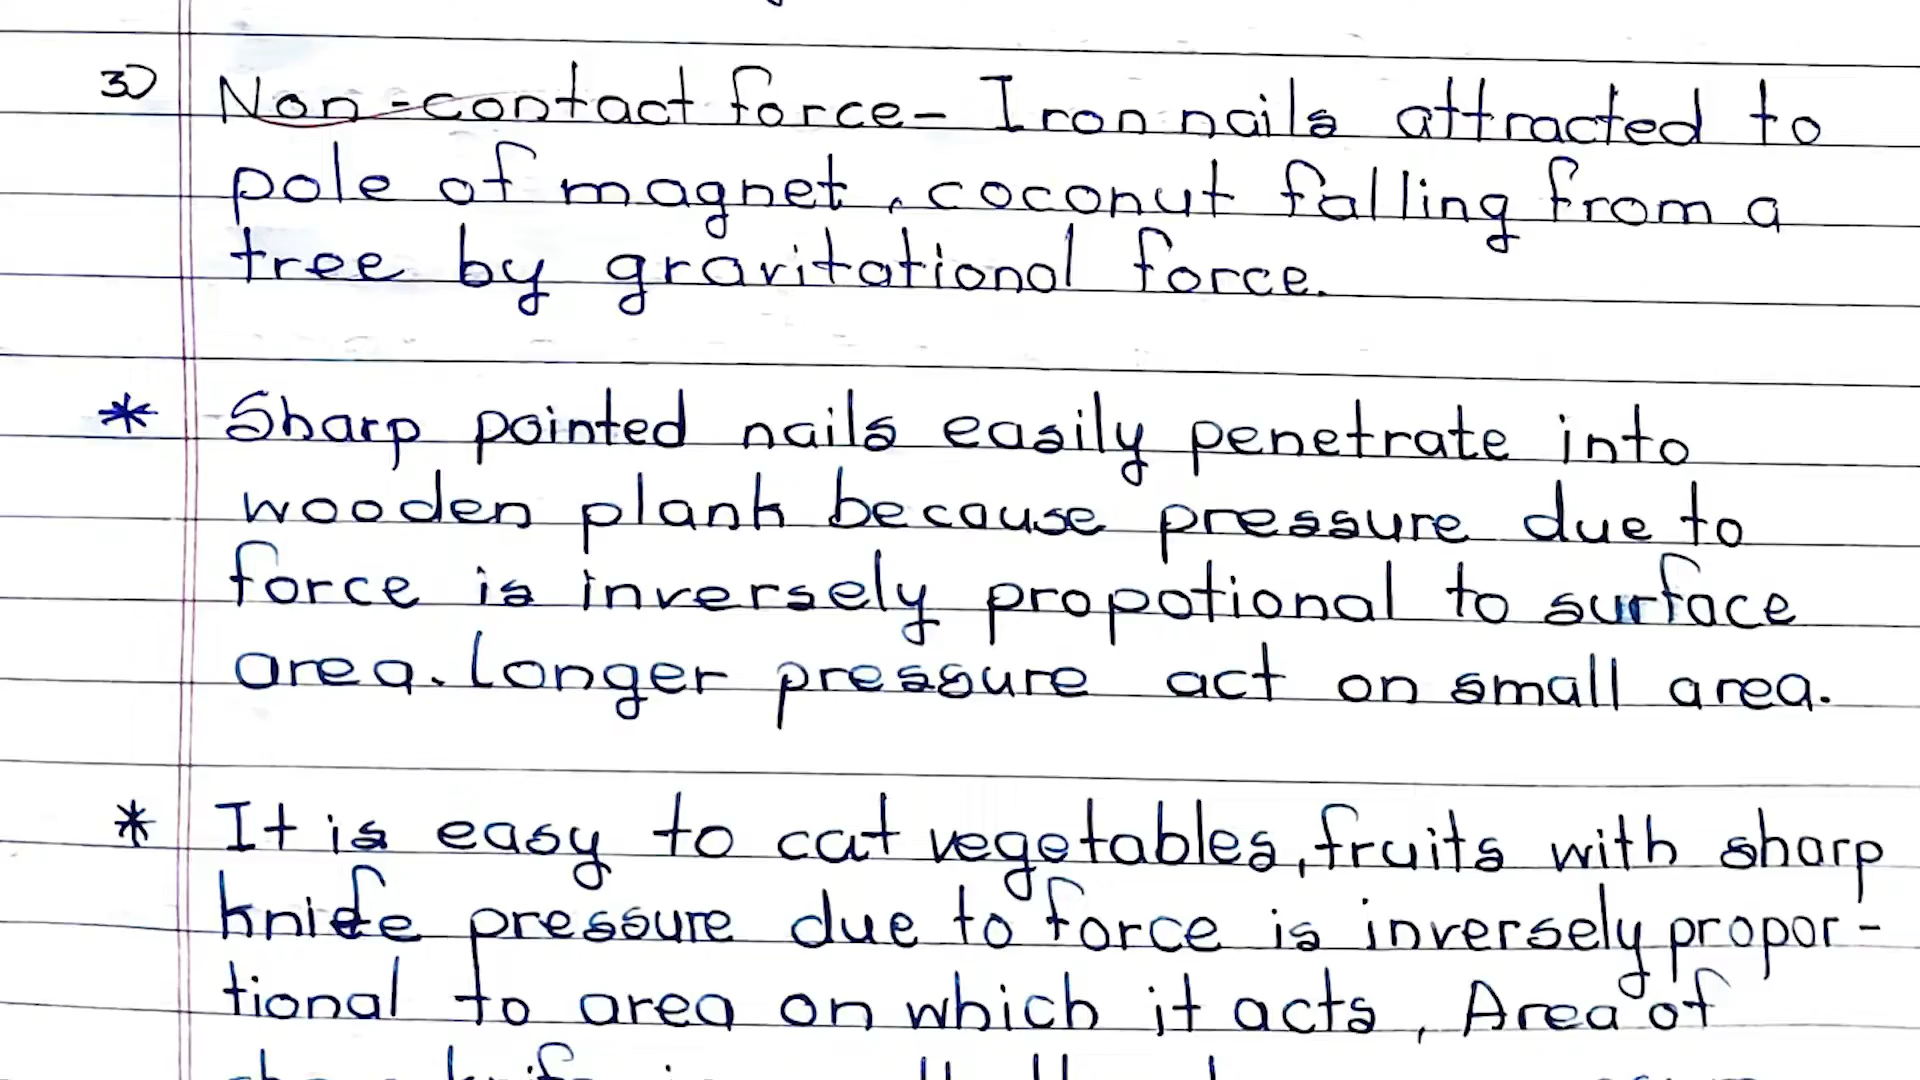 3) Non-contact force- Iron nails attracted to
pole of magnet, coconut falling from a
tree by gravitational force.
* Sharp pointed nails easily penetrate into
wooden plank because pressure due to
force is inversely propotional to surface
area. Longer pressure act on small area.
* It is easy to cat vegetables, fruits with sharp
knife pressure due to force is inversely propor-
tional to area on which it acts, Area of